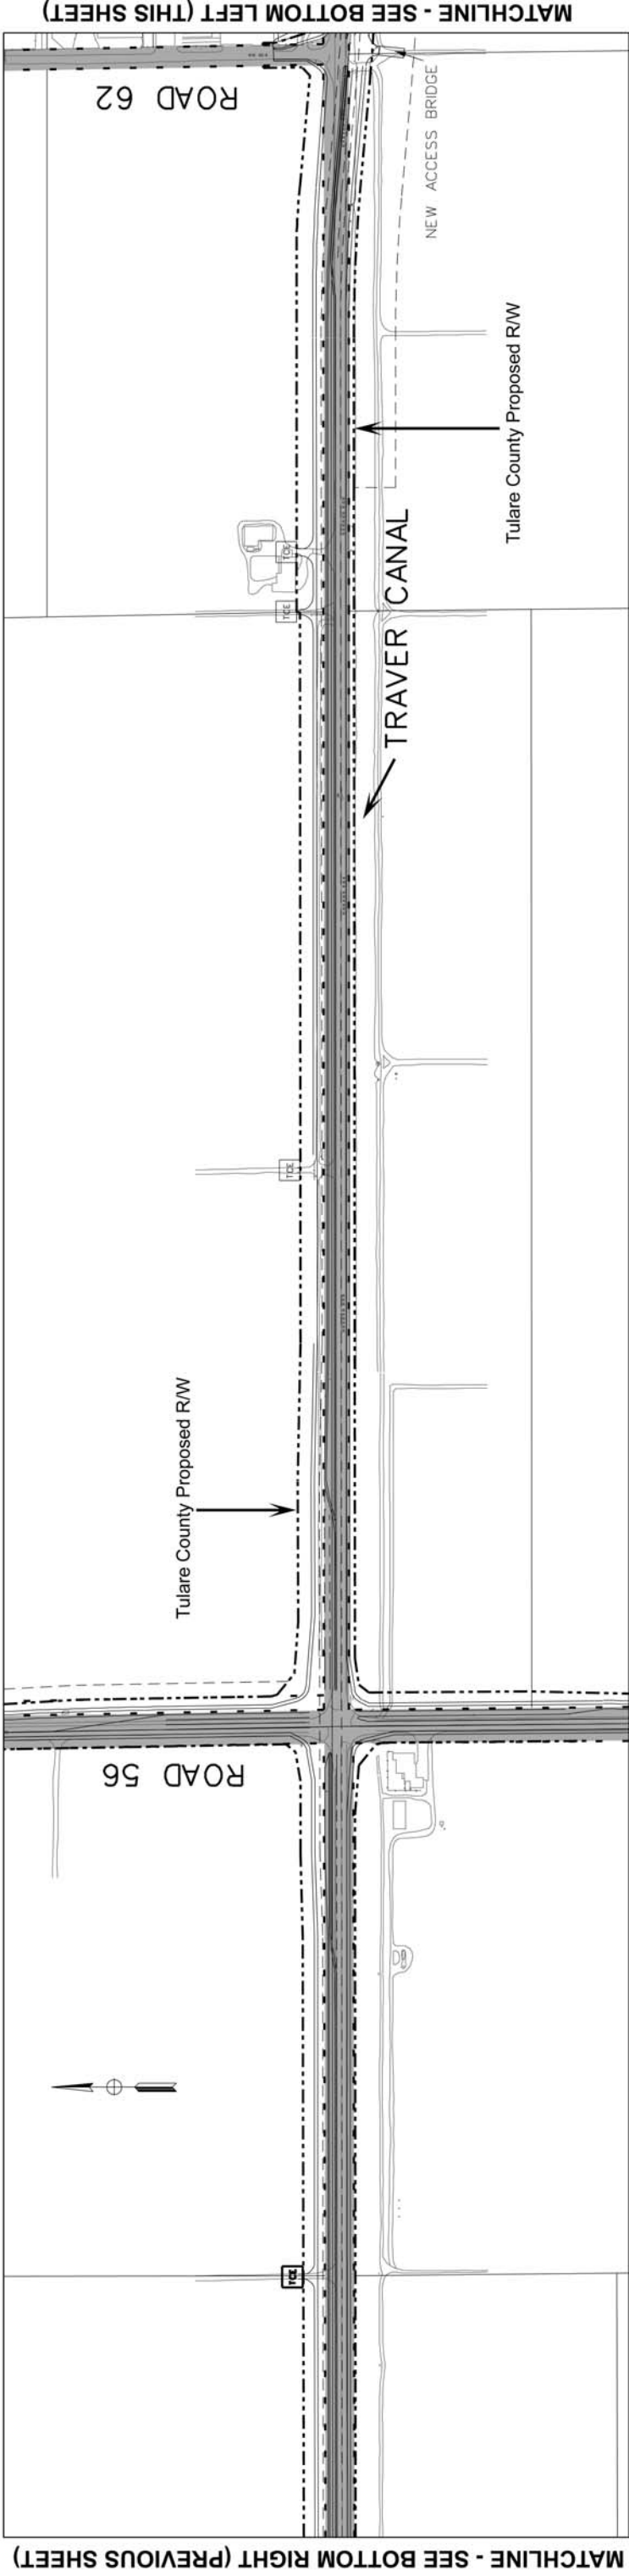 MATCHLINE - SEE BOTTOM LEFT (THIS SHEET)
ROAD 62
NEW ACCESS BRIDGE
Tulare County Proposed R/W
TCE
TCE
TRAVER CANAL
TCE
Tulare County Proposed R/W
ROAD 56
TCE
MATCHLINE - SEE BOTTOM RIGHT (PREVIOUS SHEET)